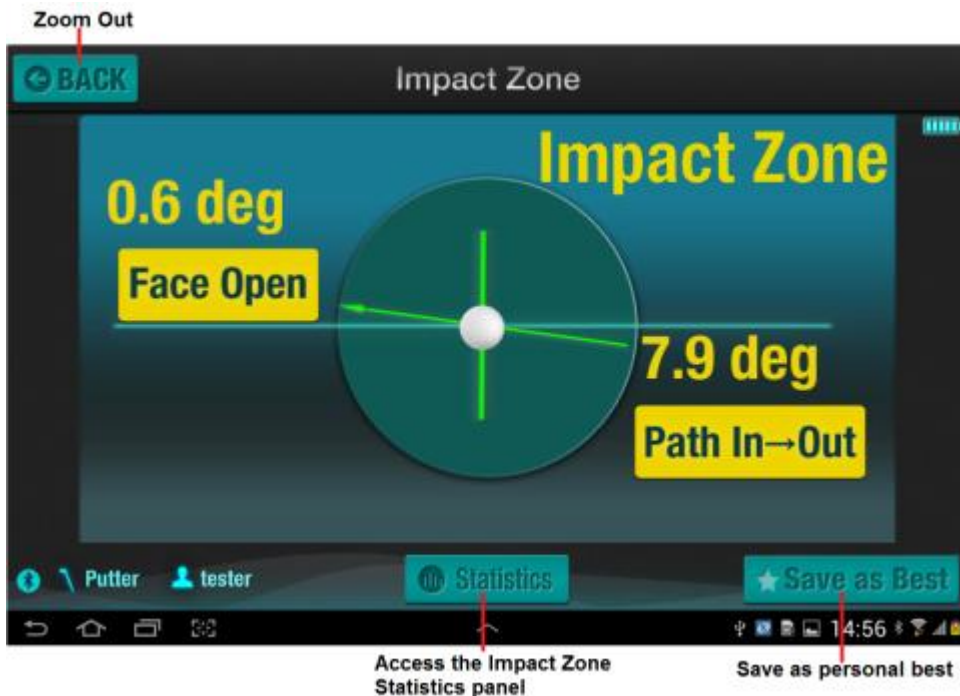 Zoom Out
BACK
Impact Zone
Impact Zone
0.6 deg
Face Open
7.9 deg
Path In→Out
Putter
tester
Statistics
Save as Best
14:56
Access the Impact Zone
Statistics panel
Save as personal best